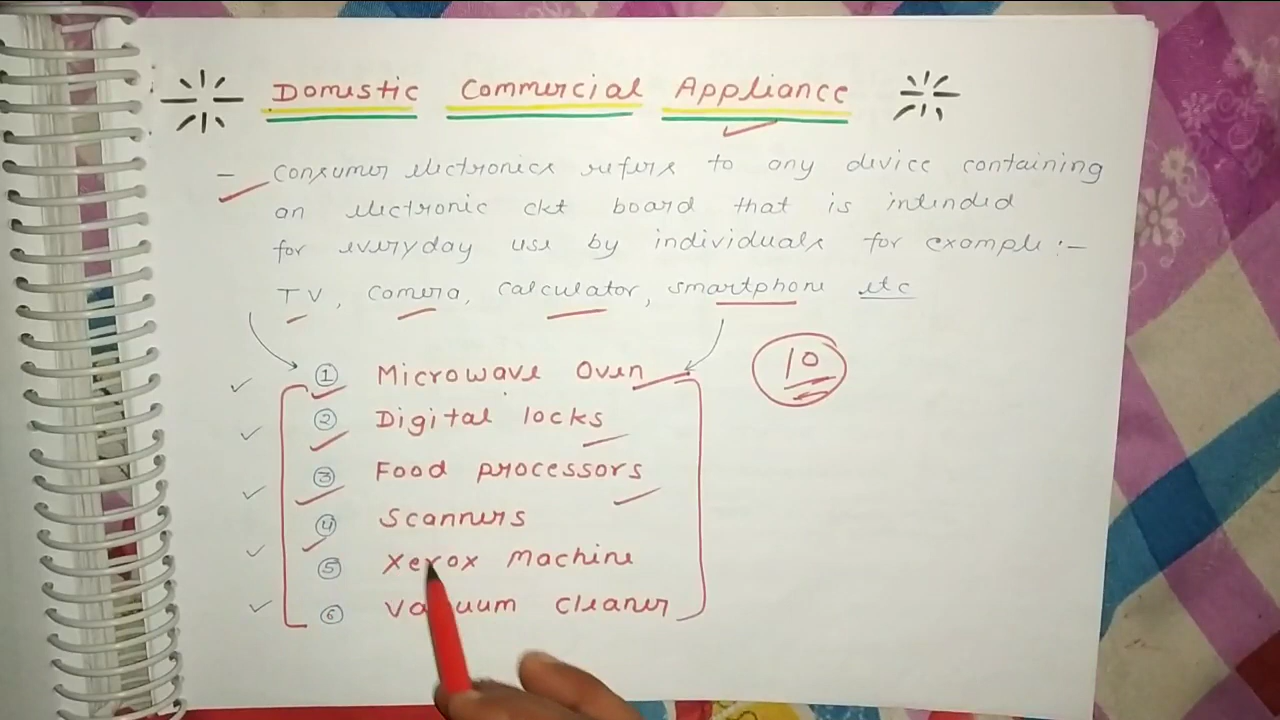 Domestic Commercial Appliance
- Consumer electronics refers to any device containing
an electronic ckt board that is intended
for everyday use by individuals for example :-
TV, Camera, Calculator, smartphone etc
① Microwave Oven
10
② Digital locks
③ Food processors
④ Scanners
⑤ Xerox Machine
⑥ Vacuum Cleaner